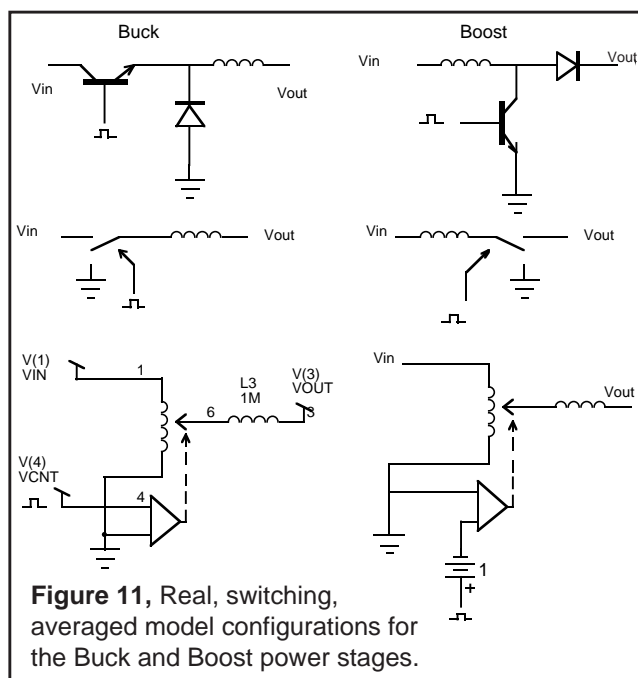 Buck
Boost
Vin
Vout
Vin
Vout
Vin
Vout
Vin
Vout
V(1)
VIN
1
L3
1M
V(3)
VOUT
6
3
V(4)
VCNT
4
Vin
Vout
1
+
Figure 11, Real, switching,
averaged model configurations for
the Buck and Boost power stages.